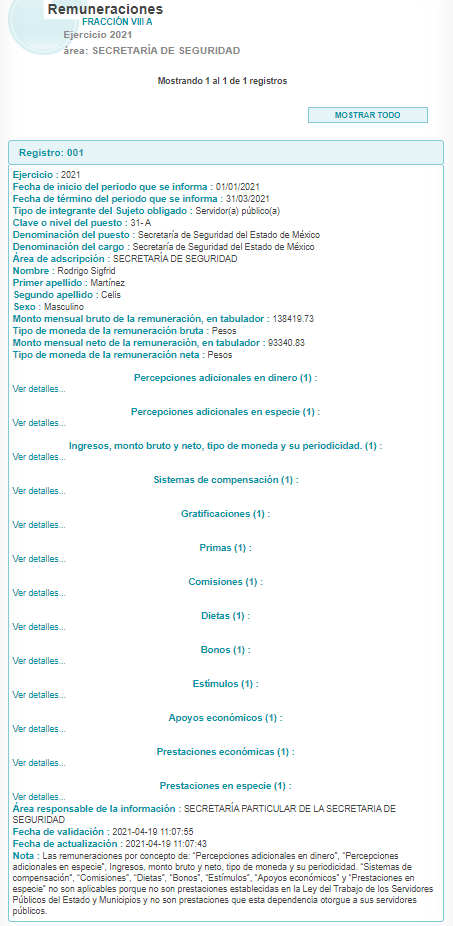 Remuneraciones
FRACCIÓN VIII A
Ejercicio 2021
área: SECRETARÍA DE SEGURIDAD
Mostrando 1 al 1 de 1 registros
MOSTRAR TODO
Registro: 001
Ejercicio : 2021
Fecha de inicio del periodo que se informa : 01/01/2021
Fecha de término del periodo que se informa : 31/03/2021
Tipo de integrante del Sujeto obligado : Servidor(a) público(a)
Clave o nivel del puesto : 31- A
Denominación del puesto : Secretaría de Seguridad del Estado de México
Denominación del cargo : Secretaría de Seguridad del Estado de México
Área de adscripción : SECRETARÍA DE SEGURIDAD
Nombre : Rodrigo Sigfrid
Primer apellido : Martínez
Segundo apellido : Celis
Sexo : Masculino
Monto mensual bruto de la remuneración, en tabulador : 138419.73
Tipo de moneda de la remuneración bruta : Pesos
Monto mensual neto de la remuneración, en tabulador : 93340.83
Tipo de moneda de la remuneración neta : Pesos
Percepciones adicionales en dinero (1) :
Ver detalles...
Percepciones adicionales en especie (1) :
Ver detalles...
Ingresos, monto bruto y neto, tipo de moneda y su periodicidad. (1) :
Ver detalles...
Sistemas de compensación (1) :
Ver detalles...
Gratificaciones (1) :
Ver detalles...
Primas (1) :
Ver detalles...
Comisiones (1) :
Ver detalles...
Dietas (1) :
Ver detalles...
Bonos (1) :
Ver detalles...
Estímulos (1) :
Ver detalles...
Apoyos económicos (1) :
Ver detalles...
Prestaciones económicas (1) :
Ver detalles...
Prestaciones en especie (1) :
Ver detalles...
Área responsable de la información : SECRETARÍA PARTICULAR DE LA SECRETARIA DE
SEGURIDAD
Fecha de validación : 2021-04-19 11:07:55
Fecha de actualización : 2021-04-19 11:07:43
Nota : Las remuneraciones por concepto de: "Percepciones adicionales en dinero", "Percepciones
adicionales en especie", Ingresos, monto bruto y neto, tipo de moneda y su periodicidad. "Sistemas de
compensación", "Comisiones", "Dietas", "Bonos", "Estímulos", "Apoyos económicos" y "Prestaciones en
especie" no son aplicables porque no son prestaciones establecidas en la Ley del Trabajo de los Servidores
Públicos del Estado y Municipios y no son prestaciones que esta dependencia otorgue a sus servidores
públicos.